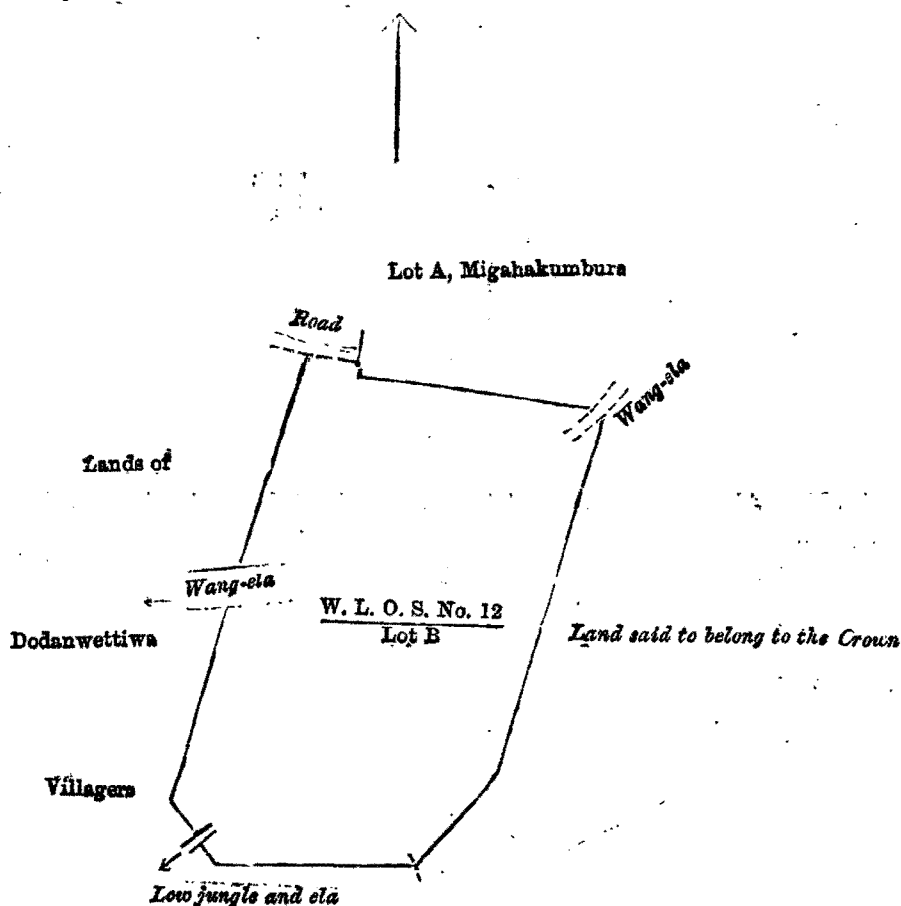 Lot A, Migahakumbura
Road
Wang-ela
Lands of
Wang-ela
W. L. O. S. No. 12
Lot B
Dodanwettiwa
Land said to belong to the Crown
Villagers
Low jungle and ela